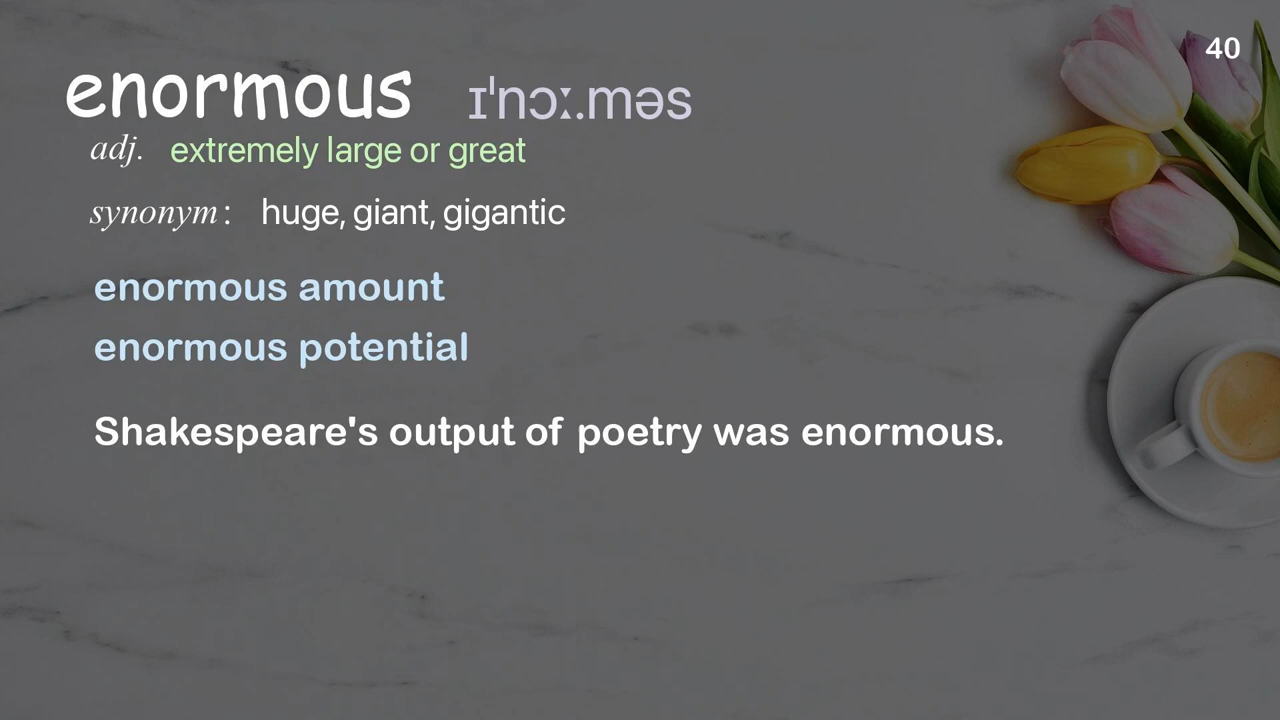 40
enormous ɪˈnɔː.məs
adj. extremely large or great
synonym: huge, giant, gigantic
enormous amount
enormous potential
Shakespeare's output of poetry was enormous.